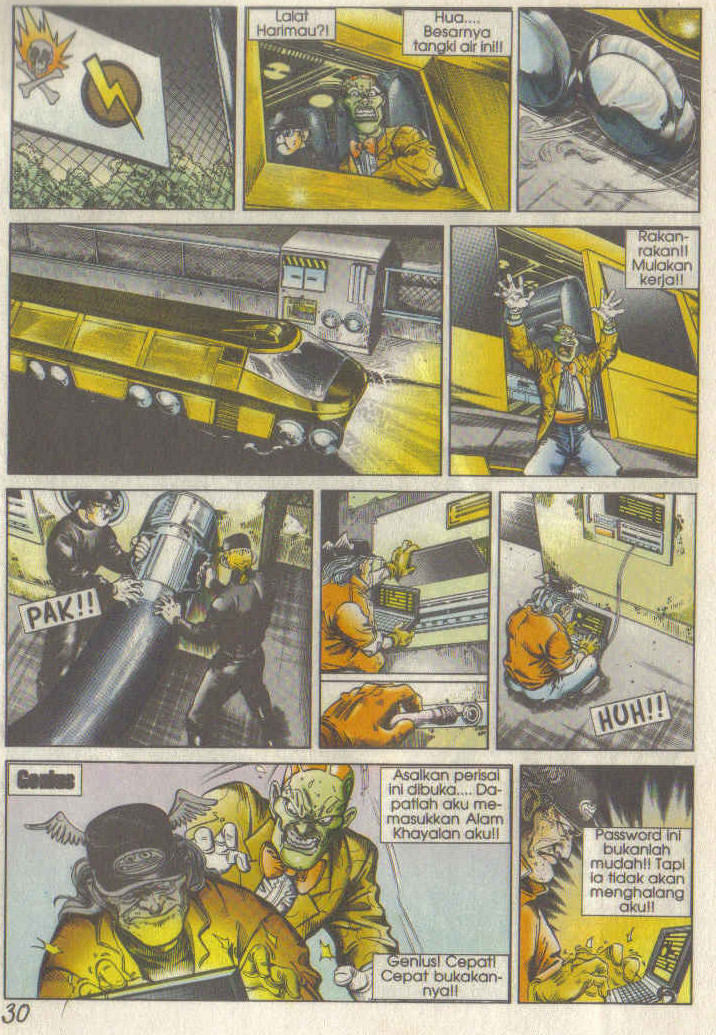 Lalat
Harimau?!
Hua....
Besarnya
tangki air ini!!
Rakan-
rakan!!
Mulakan
kerja!!
PAK!!
HUH!!
Genius
Asalkan perisai
ini dibuka.... Da-
patlah aku me-
masukkan Alam
Khayalan aku!!
Genius! Cepat!
Cepat bukakan-
nya!!
Password ini
bukanlah
mudah!! Tapi
ia tidak akan
menghalang
aku!!
30